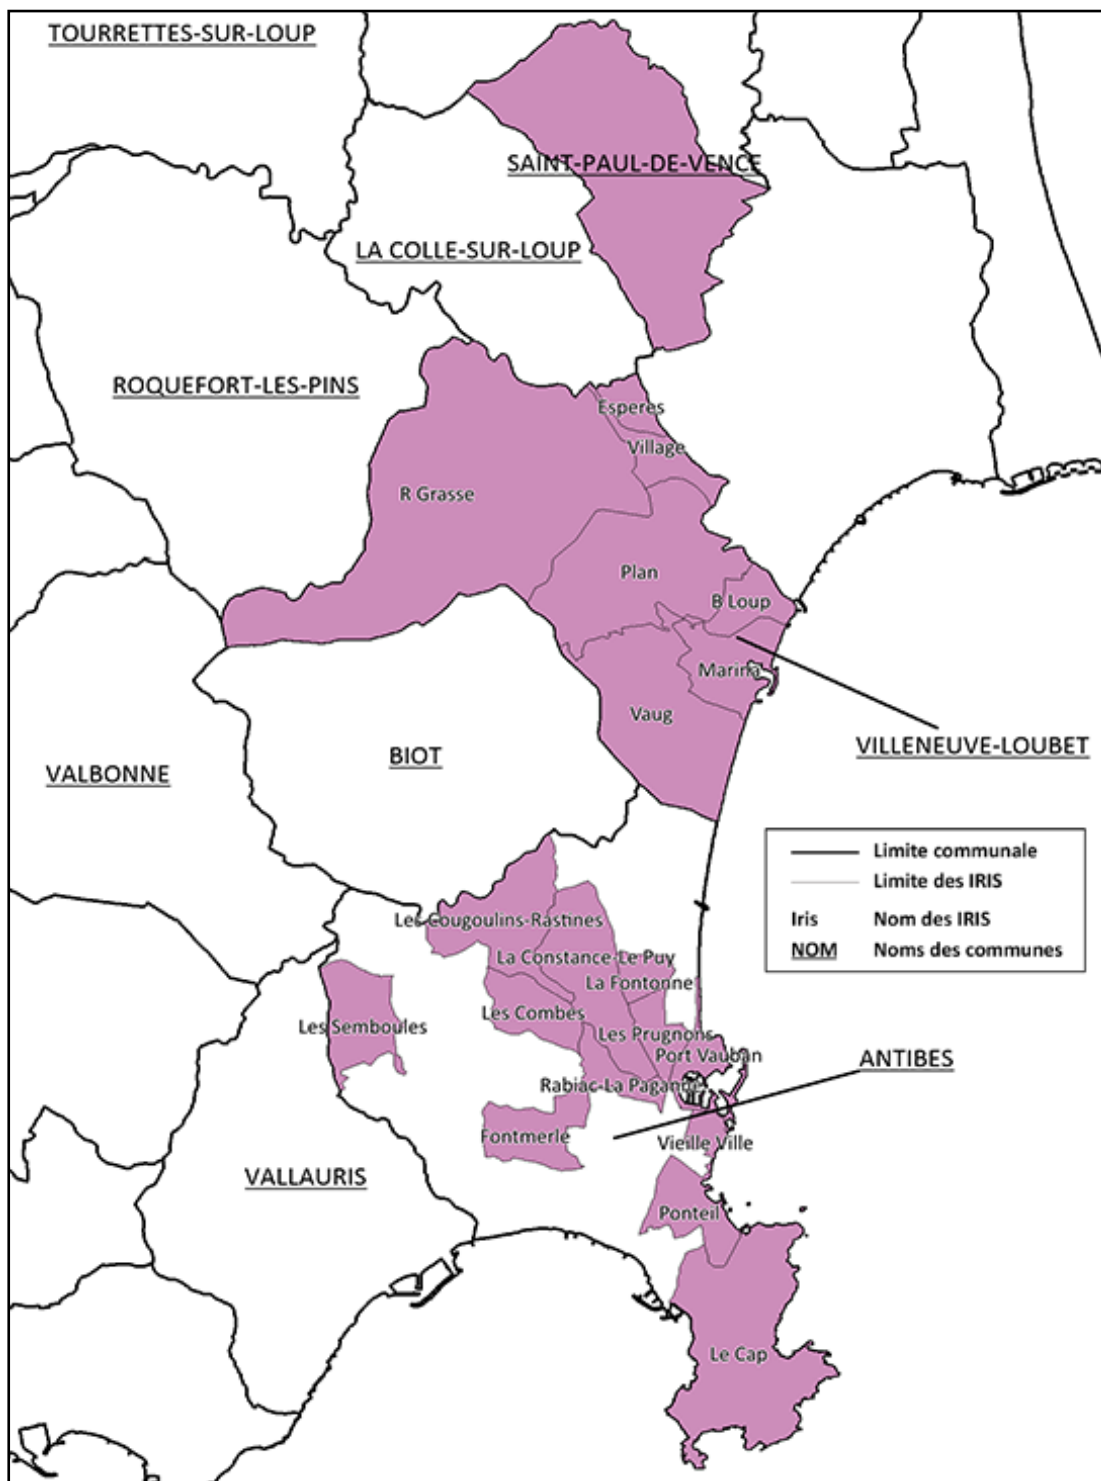 TOURRETTES-SUR-LOUP
SAINT-PAUL-DE-VENCE
LA COLLE-SUR-LOUP
ROQUEFORT-LES-PINS
Esperes
Village
R Grasse
Plan
B Loup
Marina
Vaug
VILLENEUVE-LOUBET
BIOT
VALBONNE
Limite communale
Limite des IRIS
Iris Nom des IRIS
NOM Noms des communes
Les Cougoulins-Rastines
La Constance-Le Puy
La Fontonne
Les Combes
Les Semboules
Les Prugnons
Port Vauban
ANTIBES
Rabiac-La Paganne
Fontmerle
Vieille Ville
VALLAURIS
Ponteil
Le Cap